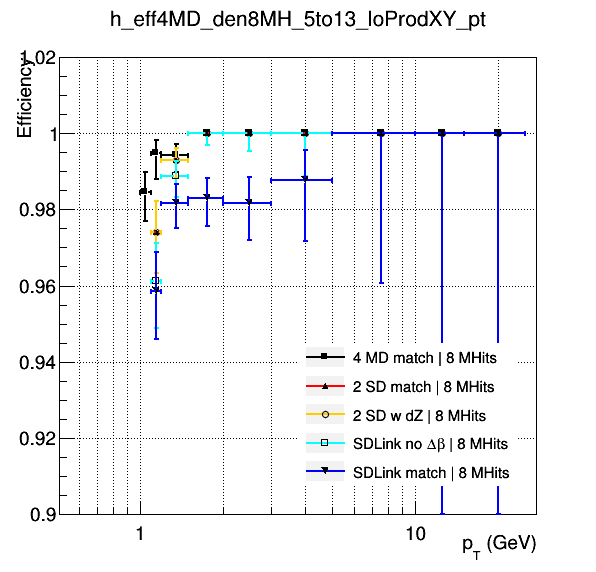 h_eff4MD_den8MH_5to13_loProdXY_pt
Efficiency
1.02
1
0.98
0.96
0.94
0.92
0.9
4 MD match | 8 MHits
2 SD match | 8 MHits
2 SD w dZ | 8 MHits
SDLink no Δβ | 8 MHits
SDLink match | 8 MHits
1
10
p_T (GeV)